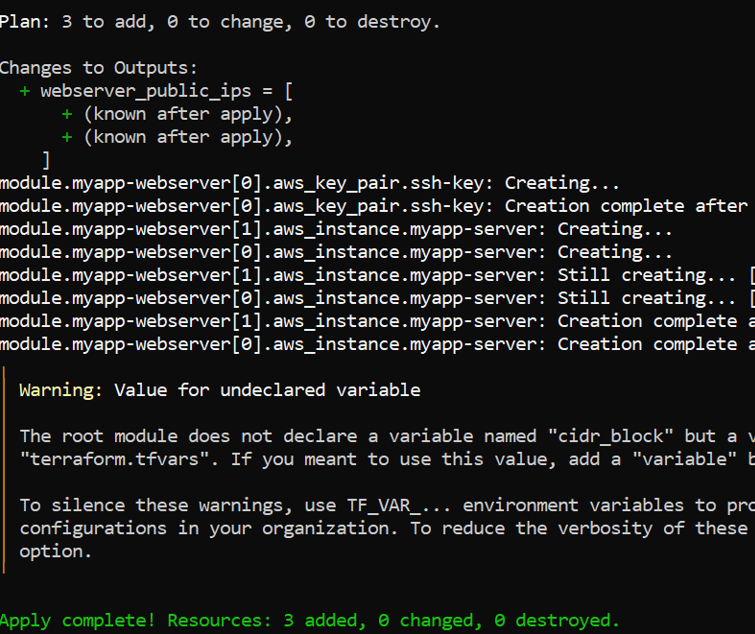 Plan: 3 to add, 0 to change, 0 to destroy.
Changes to Outputs:
+ webserver_public_ips = [
+ (known after apply),
+ (known after apply),
]
module.myapp-webserver[0].aws_key_pair.ssh-key: Creating...
module.myapp-webserver[0].aws_key_pair.ssh-key: Creation complete after
module.myapp-webserver[1].aws_instance.myapp-server: Creating...
module.myapp-webserver[0].aws_instance.myapp-server: Creating...
module.myapp-webserver[1].aws_instance.myapp-server: Still creating... [
module.myapp-webserver[0].aws_instance.myapp-server: Still creating... [
module.myapp-webserver[1].aws_instance.myapp-server: Creation complete a
module.myapp-webserver[0].aws_instance.myapp-server: Creation complete a
Warning: Value for undeclared variable
The root module does not declare a variable named "cidr_block" but a v
"terraform.tfvars". If you meant to use this value, add a "variable" b
To silence these warnings, use TF_VAR_... environment variables to pro
configurations in your organization. To reduce the verbosity of these
option.
Apply complete! Resources: 3 added, 0 changed, 0 destroyed.